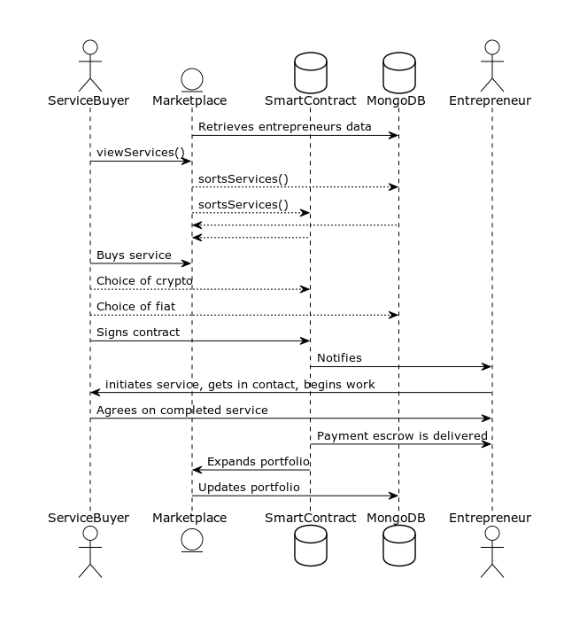 ServiceBuyer Marketplace SmartContract MongoDB Entrepreneur
Retrieves entrepreneurs data
viewServices()
sortsServices()
sortsServices()
Buys service
Choice of crypto
Choice of fiat
Signs contract
Notifies
initiates service, gets in contact, begins work
Agrees on completed service
Payment escrow is delivered
Expands portfolio
Updates portfolio
ServiceBuyer Marketplace SmartContract MongoDB Entrepreneur